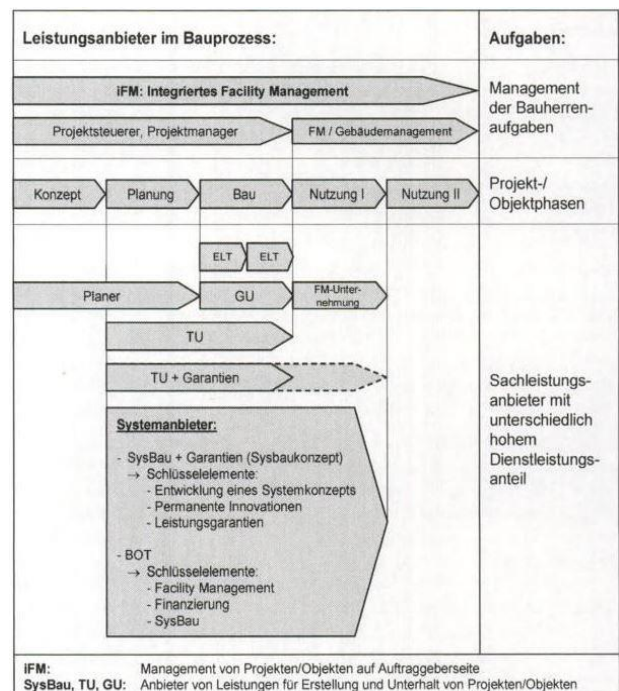 Leistungsanbieter im Bauprozess:
Aufgaben:
iFM: Integriertes Facility Management
Projektsteuerer, Projektmanager
FM / Gebäudemanagement
Management
der Bauherren-
aufgaben
Konzept
Planung
Bau
Nutzung I
Nutzung II
Projekt-/
Objektphasen
ELT
ELT
Planer
GU
FM-Unter-
nehmung
TU
TU + Garantien
Systemanbieter:
- SysBau + Garantien (Sysbaukonzept)
→ Schlüsselelemente:
- Entwicklung eines Systemkonzepts
- Permanente Innovationen
- Leistungsgarantien
- BOT
→ Schlüsselelemente:
- Facility Management
- Finanzierung
- SysBau
Sachleistungs-
anbieter mit
unterschiedlich
hohem
Dienstleistungs-
anteil
iFM: Management von Projekten/Objekten auf Auftraggeberseite
SysBau, TU, GU: Anbieter von Leistungen für Erstellung und Unterhalt von Projekten/Objekten